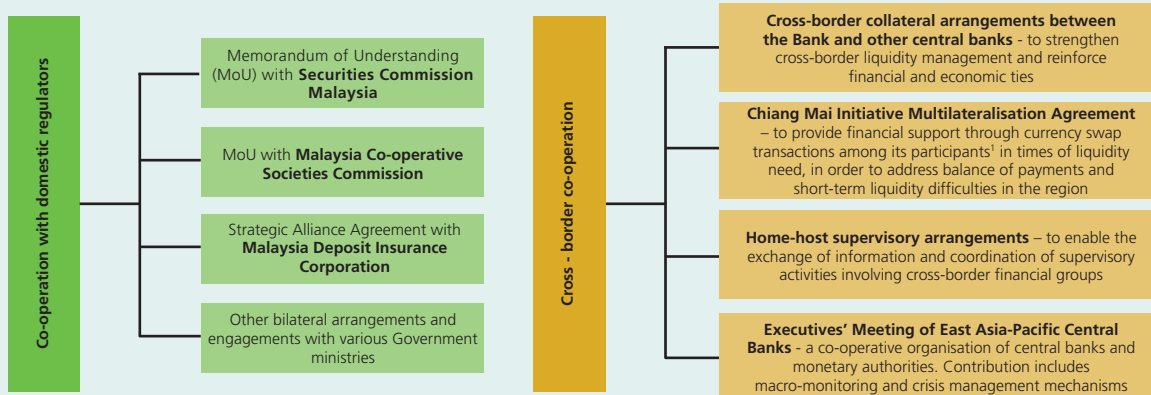 Co-operation with domestic regulators
Memorandum of Understanding
(MoU) with Securities Commission
Malaysia
MoU with Malaysia Co-operative
Societies Commission
Strategic Alliance Agreement with
Malaysia Deposit Insurance
Corporation
Other bilateral arrangements and
engagements with various Government
ministries
Cross - border co-operation
Cross-border collateral arrangements between
the Bank and other central banks - to strengthen
cross-border liquidity management and reinforce
financial and economic ties
Chiang Mai Initiative Multilateralisation Agreement
– to provide financial support through currency swap
transactions among its participants¹ in times of liquidity
need, in order to address balance of payments and
short-term liquidity difficulties in the region
Home-host supervisory arrangements – to enable the
exchange of information and coordination of supervisory
activities involving cross-border financial groups
Executives' Meeting of East Asia-Pacific Central
Banks - a co-operative organisation of central banks and
monetary authorities. Contribution includes
macro-monitoring and crisis management mechanisms